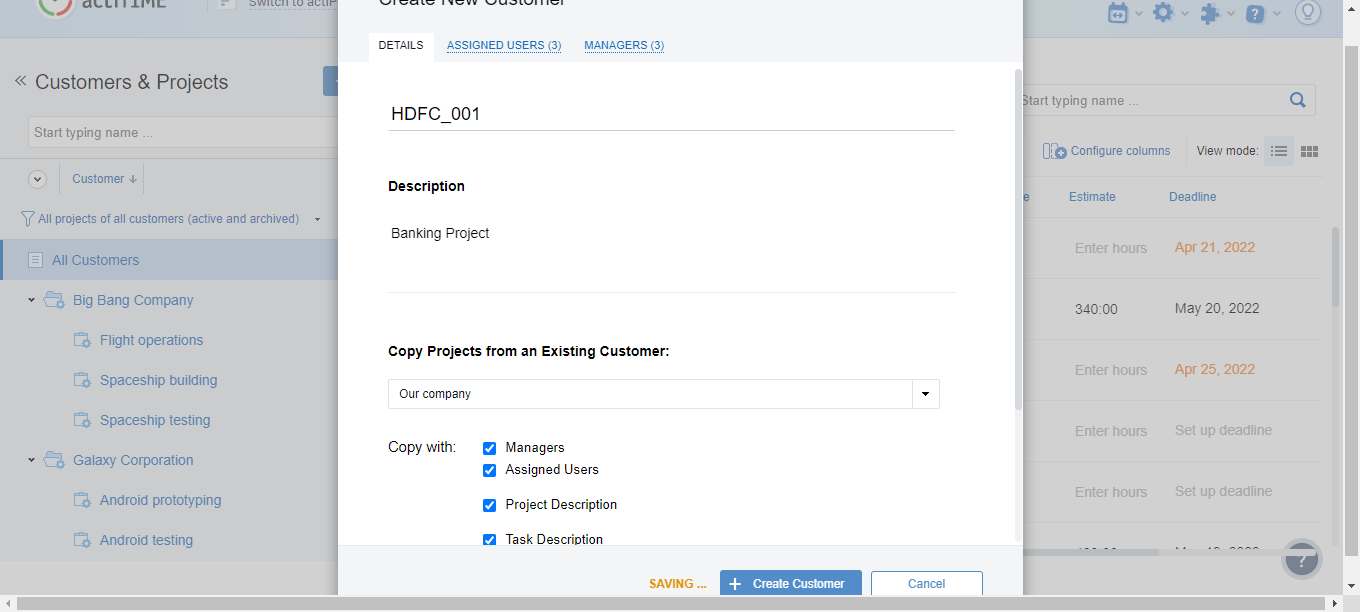 actiTIME
Switch to actiP
Create New Customer
DETAILS
ASSIGNED USERS (3)
MANAGERS (3)
Customers & Projects
Start typing name ...
Customer
All projects of all customers (active and archived)
All Customers
Big Bang Company
Flight operations
Spaceship building
Spaceship testing
Galaxy Corporation
Android prototyping
Android testing
HDFC_001
Description
Banking Project
Copy Projects from an Existing Customer:
Our company
Copy with:
Managers
Assigned Users
Project Description
Task Description
SAVING ...
Create Customer
Cancel
Start typing name ...
Configure columns
View mode:
e
Estimate
Deadline
Enter hours
Apr 21, 2022
340:00
May 20, 2022
Enter hours
Apr 25, 2022
Enter hours
Set up deadline
Enter hours
Set up deadline
?